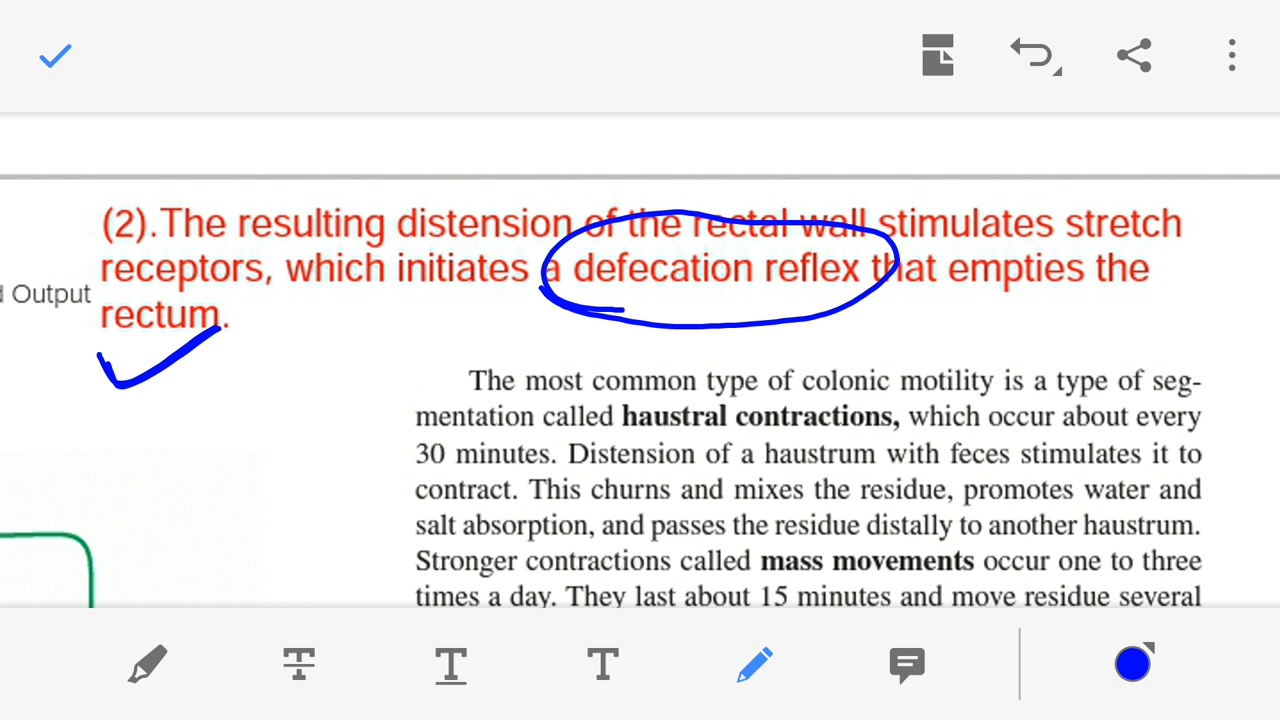 (2).The resulting distension of the rectal wall stimulates stretch
receptors, which initiates a defecation reflex that empties the
Output
rectum.
The most common type of colonic motility is a type of seg-
mentation called haustral contractions, which occur about every
30 minutes. Distension of a haustrum with feces stimulates it to
contract. This churns and mixes the residue, promotes water and
salt absorption, and passes the residue distally to another haustrum.
Stronger contractions called mass movements occur one to three
times a day. They last about 15 minutes and move residue several